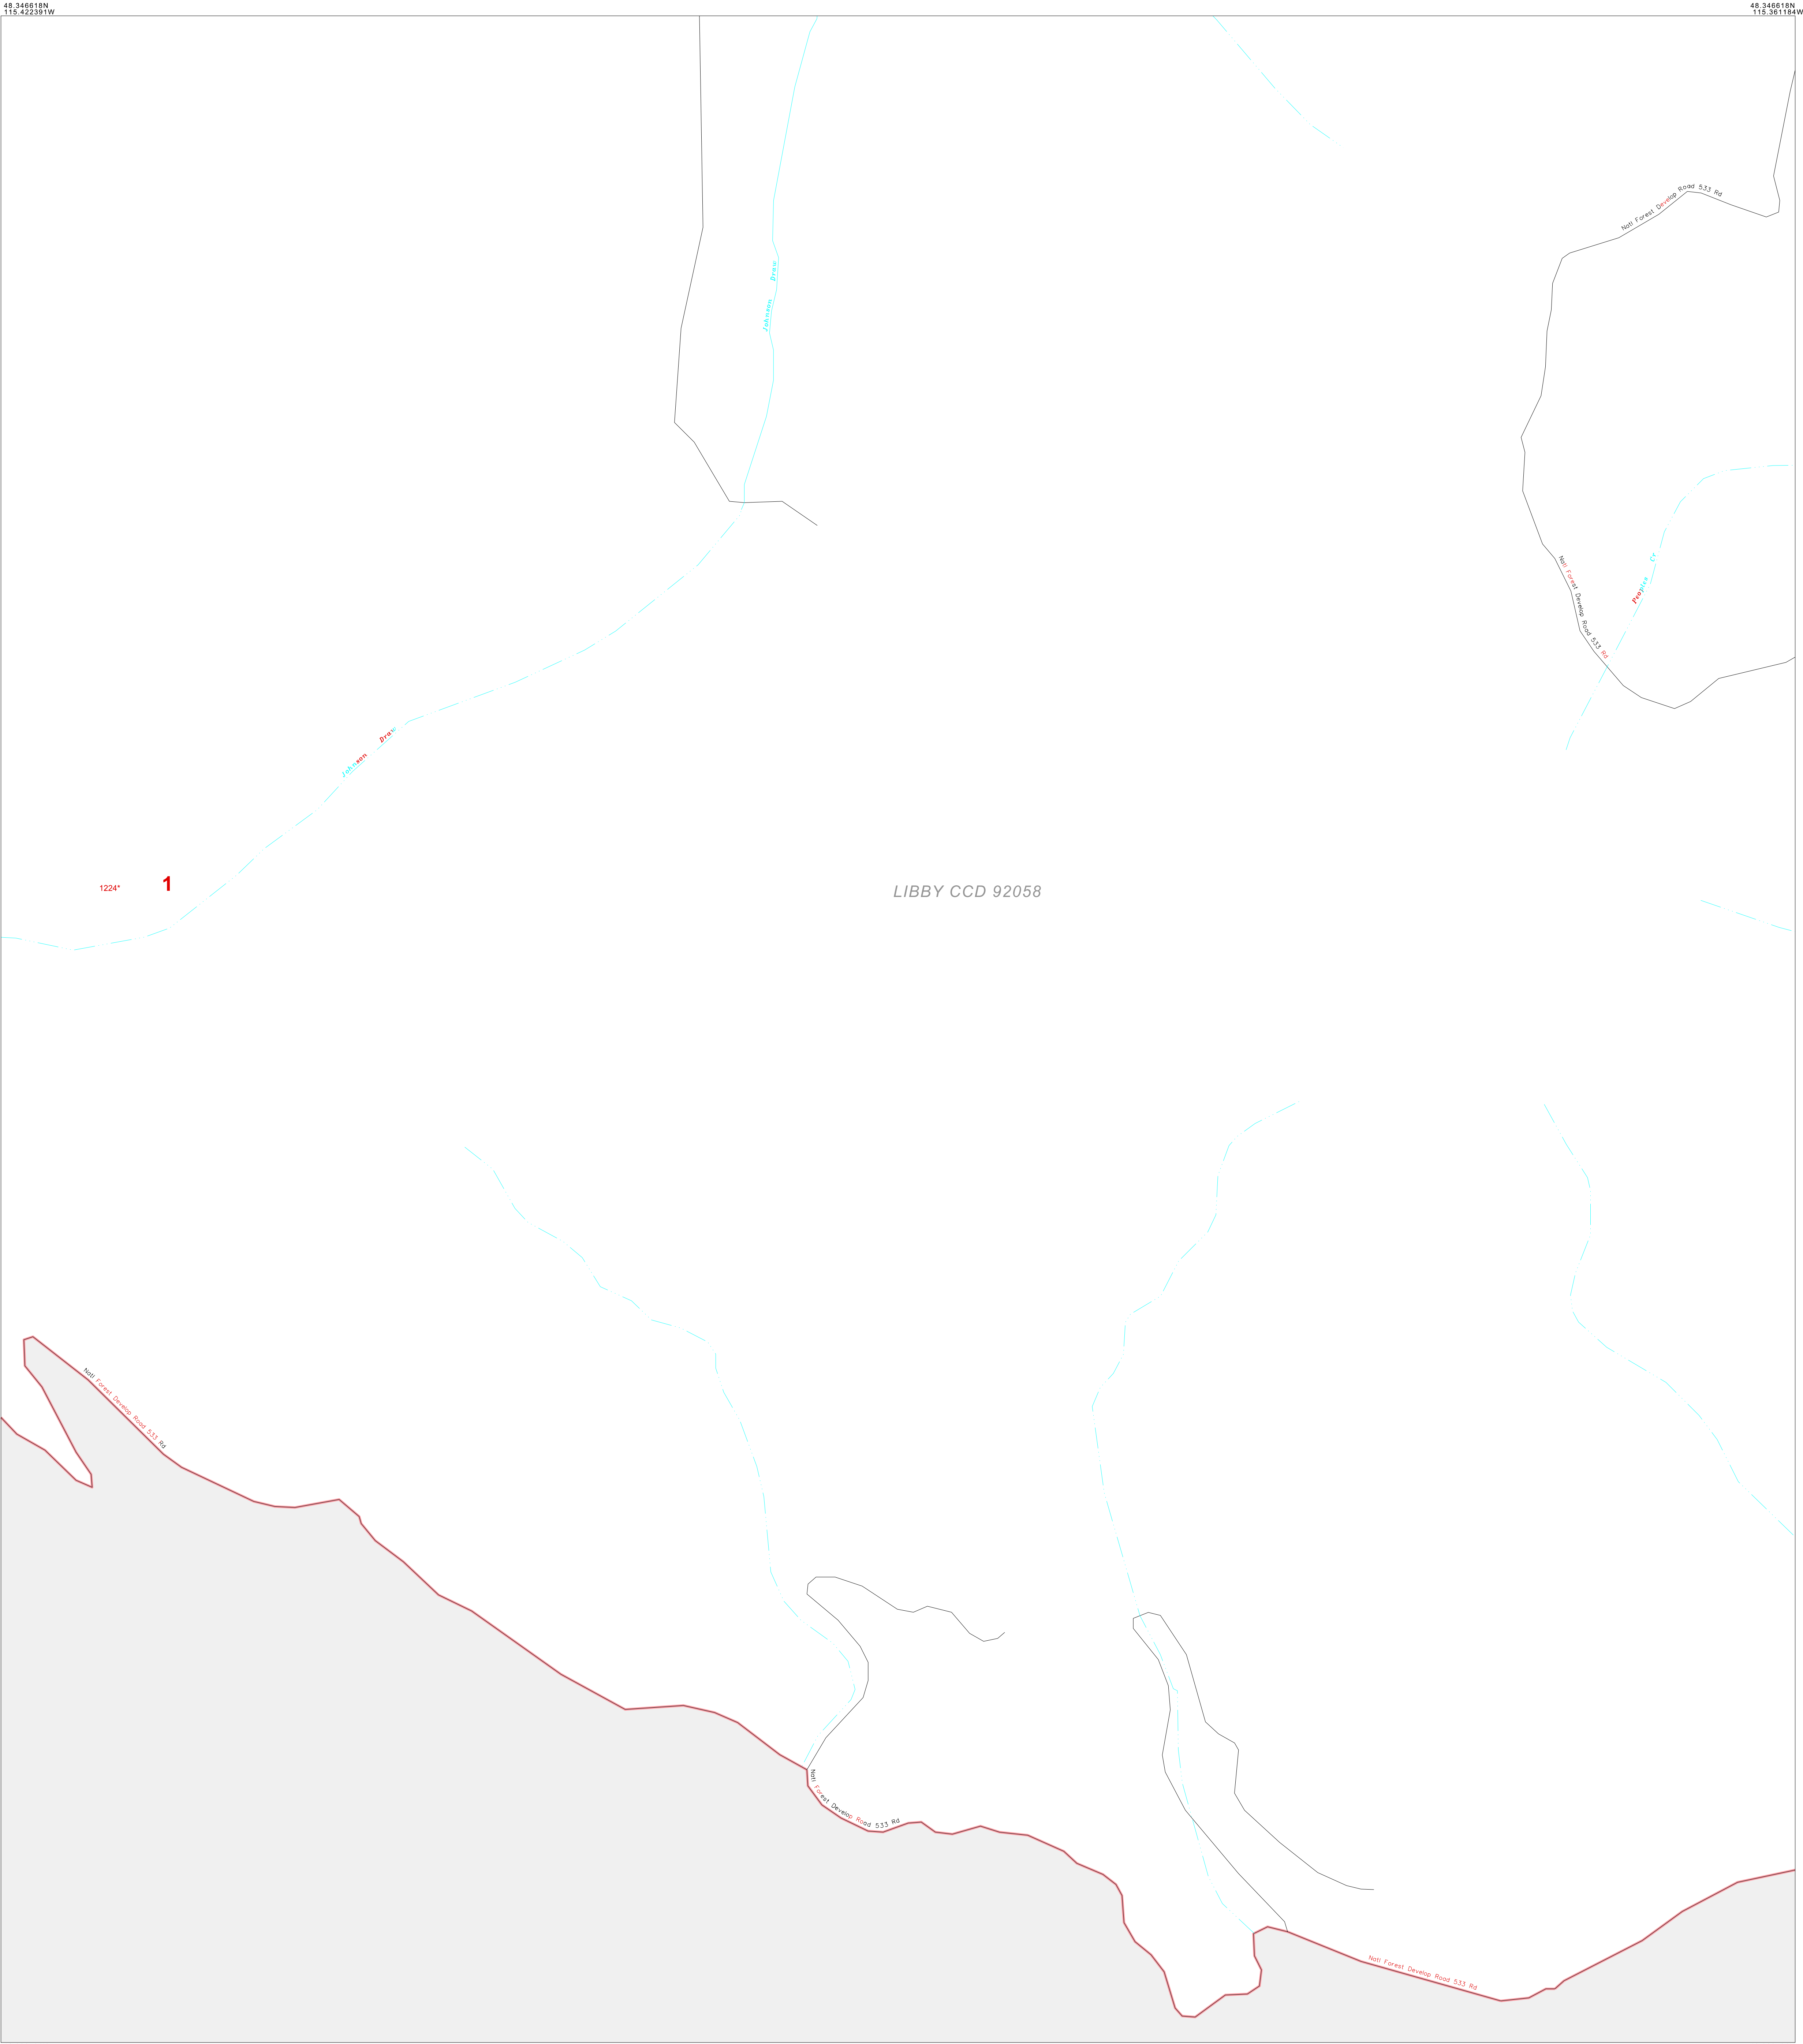 48.346618N
115.422391W
48.346618N
115.361184W
Natl Forest Develop Road 533 Rd
Johnson Draw
Natl Forest Develop Road 533 Rd
Peoples Cr
Johnson Draw
1224*
1
LIBBY CCD 92058
Natl Forest Develop Road 533 Rd
Natl Forest Develop Road 533 Rd
Natl Forest Develop Road 533 Rd